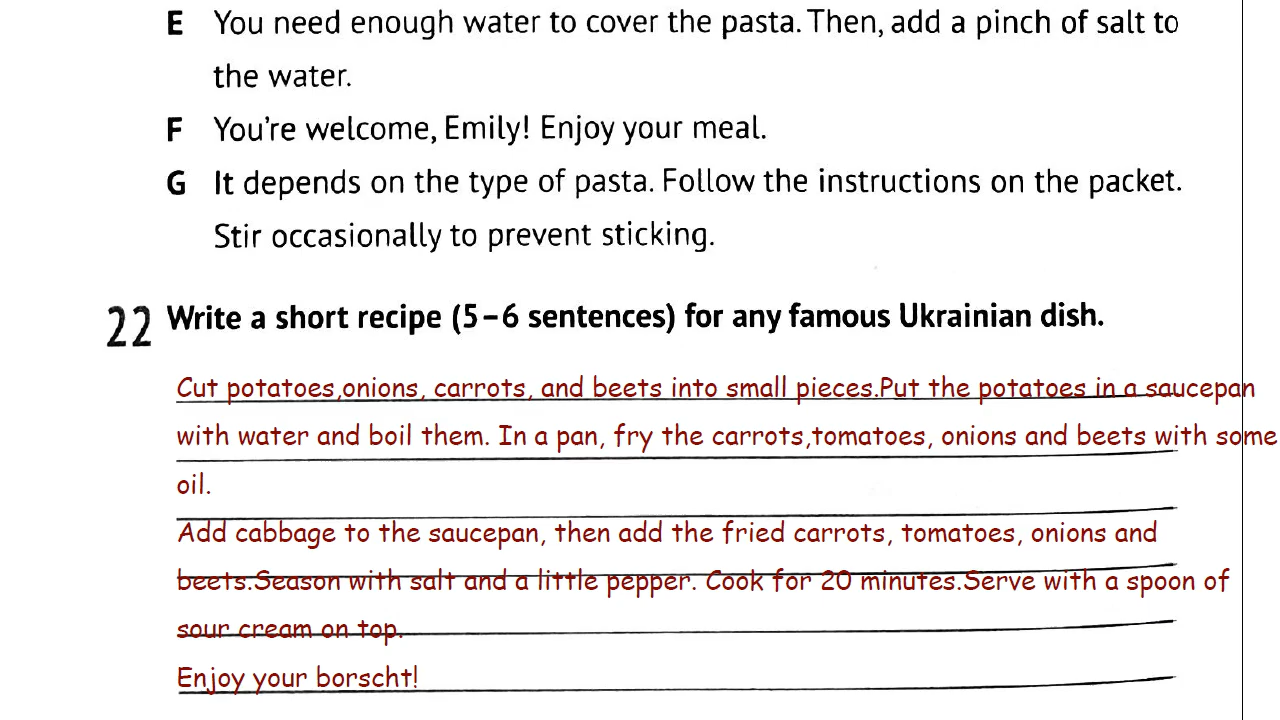 E You need enough water to cover the pasta. Then, add a pinch of salt to
the water.
F You're welcome, Emily! Enjoy your meal.
G It depends on the type of pasta. Follow the instructions on the packet.
Stir occasionally to prevent sticking.
22 Write a short recipe (5–6 sentences) for any famous Ukrainian dish.
Cut potatoes,onions, carrots, and beets into small pieces.Put the potatoes in a saucepan
with water and boil them. In a pan, fry the carrots,tomatoes, onions and beets with some
oil.
Add cabbage to the saucepan, then add the fried carrots, tomatoes, onions and
beets.Season with salt and a little pepper. Cook for 20 minutes.Serve with a spoon of
sour cream on top.
Enjoy your borscht!